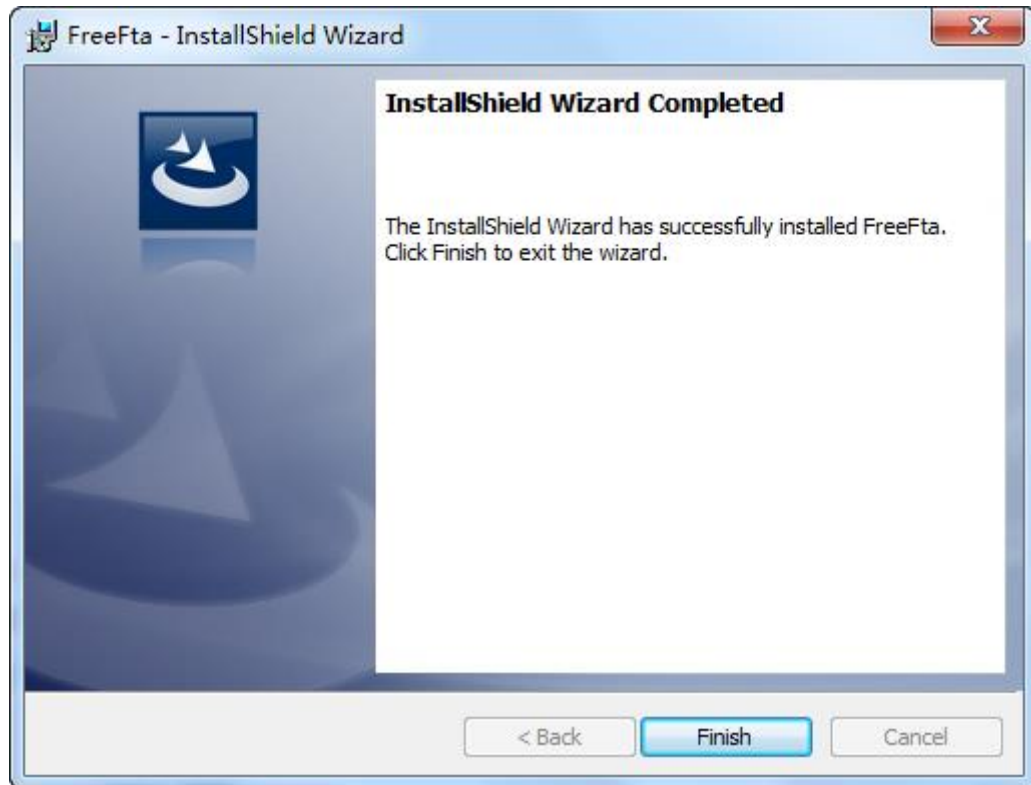 FreeFta - InstallShield Wizard
InstallShield Wizard Completed
The InstallShield Wizard has successfully installed FreeFta.
Click Finish to exit the wizard.
< Back
Finish
Cancel